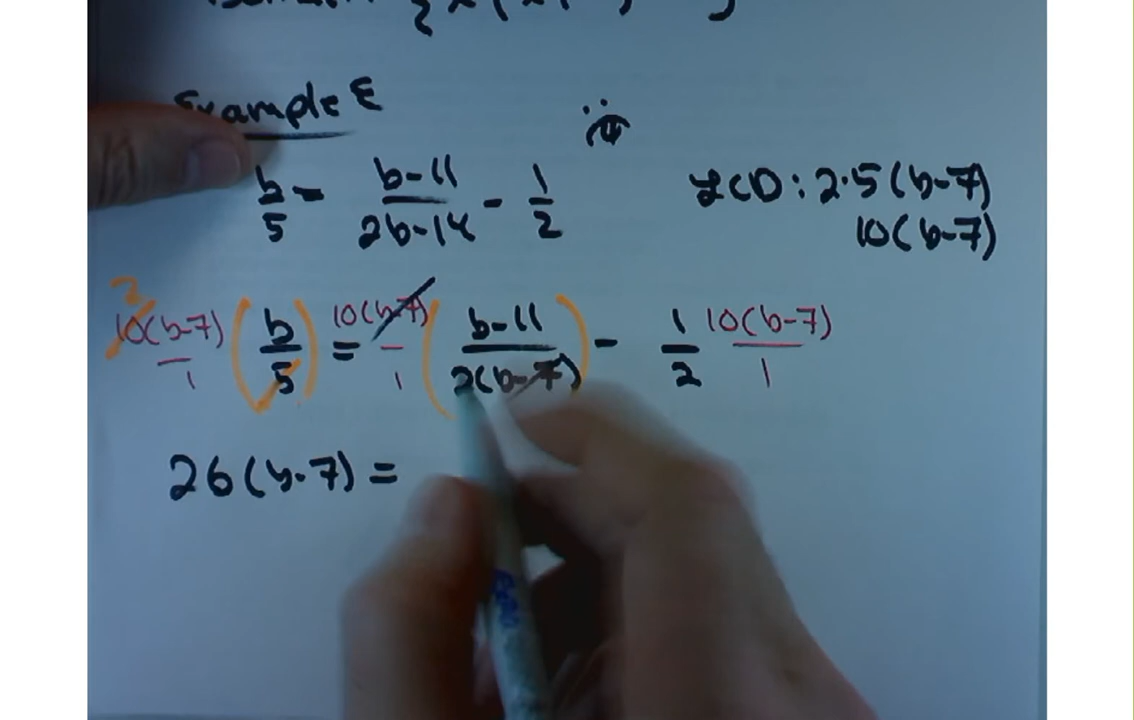 Example E
b/5 = b-11/2b-14 - 1/2
LCD: 2·5(b-7)
10(b-7)
2
10(b-7)/1 (b/5) = 10(b-7)/1 (b-11/2(b-7)) - 1/2 10(b-7)/1
2b(b-7) =